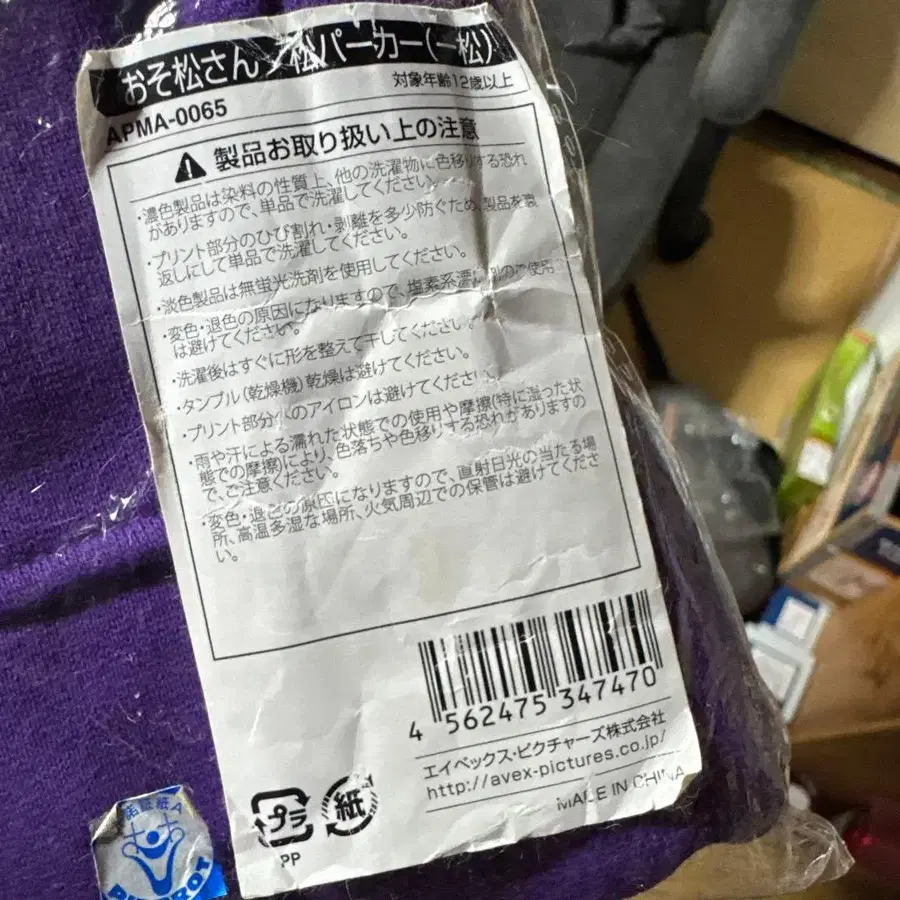 おそ松さん 松パーカー(一松)
対象年齢12歳以上
APMA-0065
製品お取り扱い上の注意
・濃色製品は染料の性質上、他の洗濯物に色移りする恐れ
がありますので、単品で洗濯してください。
・プリント部分のひび割れ・剥離を多少防ぐため、製品を裏
返しにして単品で洗濯してください。
・淡色製品は無蛍光洗剤を使用してください。
・変色・退色の原因になりますので、塩素系漂白剤のご使用
は避けてください。
・洗濯後はすぐに形を整えて干してください。
・タンブル(乾燥機)乾燥は避けてください。
・プリント部分へのアイロンは避けてください。
・雨や汗による濡れた状態での使用や摩擦(特に湿った状
態での摩擦)により、色落ちや色移りする恐れがありますの
で、ご注意ください。
・変色・退色の原因になりますので、直射日光の当たる場
所、高温多湿な場所、火気周辺での保管は避けてくださ
い。
4 562475 347470
エイベックス・ピクチャーズ株式会社
http://avex-pictures.co.jp/
MADE IN CHINA
プラ
紙
PP
証紙A